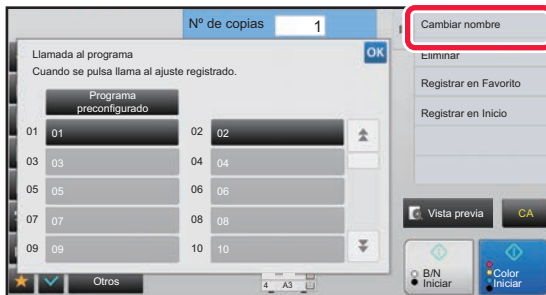 Nº de copias 1
Cambiar nombre
Llamada al programa
OK
Cuando se pulsa llama al ajuste registrado.
Eliminar
Registrar en Favorito
Registrar en Inicio
Programa
preconfigurado
01 01 02 02
03 03 04 04
05 05 06 06
07 07 08 08
09 09 10 10
Vista previa
CA
B/N
Iniciar
Color
Iniciar
Otros
4 A3